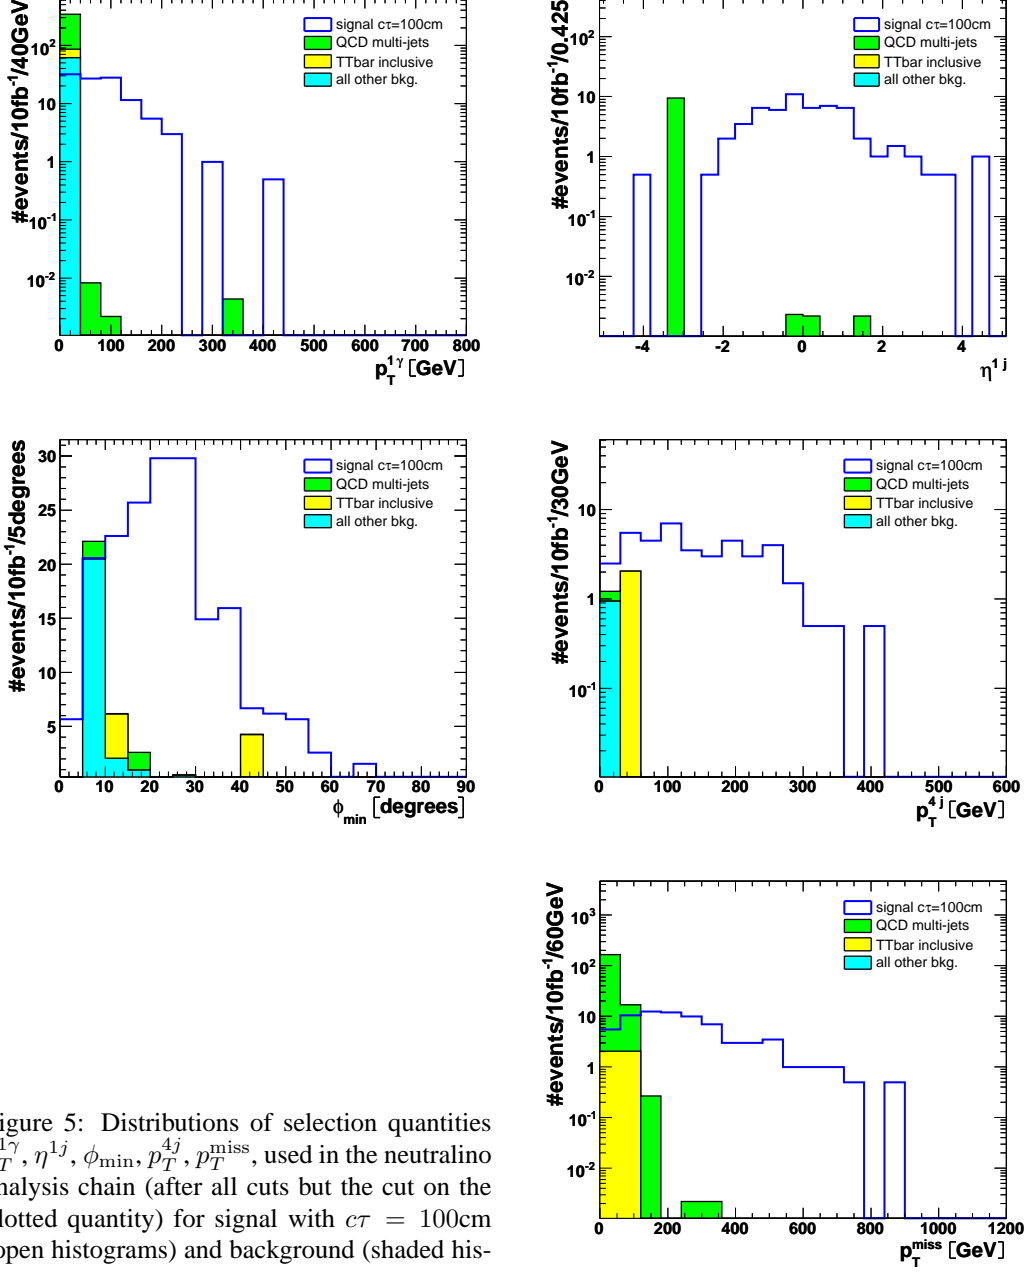 #events/10fb⁻¹/40GeV
signal cτ=100cm
QCD multi-jets
TTbar inclusive
all other bkg.
10²
10
1
10⁻¹
10⁻²
0 100 200 300 400 500 600 700 800
p_T^{1γ} [GeV]
#events/10fb⁻¹/0.425
signal cτ=100cm
QCD multi-jets
TTbar inclusive
all other bkg.
10²
10
1
10⁻¹
10⁻²
-4 -2 0 2 4
η^{1 j}
#events/10fb⁻¹/5degrees
signal cτ=100cm
QCD multi-jets
TTbar inclusive
all other bkg.
30
25
20
15
10
5
0 10 20 30 40 50 60 70 80 90
ϕ_min [degrees]
#events/10fb⁻¹/30GeV
signal cτ=100cm
QCD multi-jets
TTbar inclusive
all other bkg.
10
1
10⁻¹
0 100 200 300 400 500 600
p_T^{4 j} [GeV]
#events/10fb⁻¹/60GeV
signal cτ=100cm
QCD multi-jets
TTbar inclusive
all other bkg.
10³
10²
10
1
10⁻¹
10⁻²
0 200 400 600 800 1000 1200
p_T^{miss} [GeV]
igure 5: Distributions of selection quantities
_T^{1γ}, η^{1j}, ϕ_min, p_T^{4j}, p_T^{miss}, used in the neutralino
nalysis chain (after all cuts but the cut on the
lotted quantity) for signal with cτ = 100cm
open histograms) and background (shaded his-